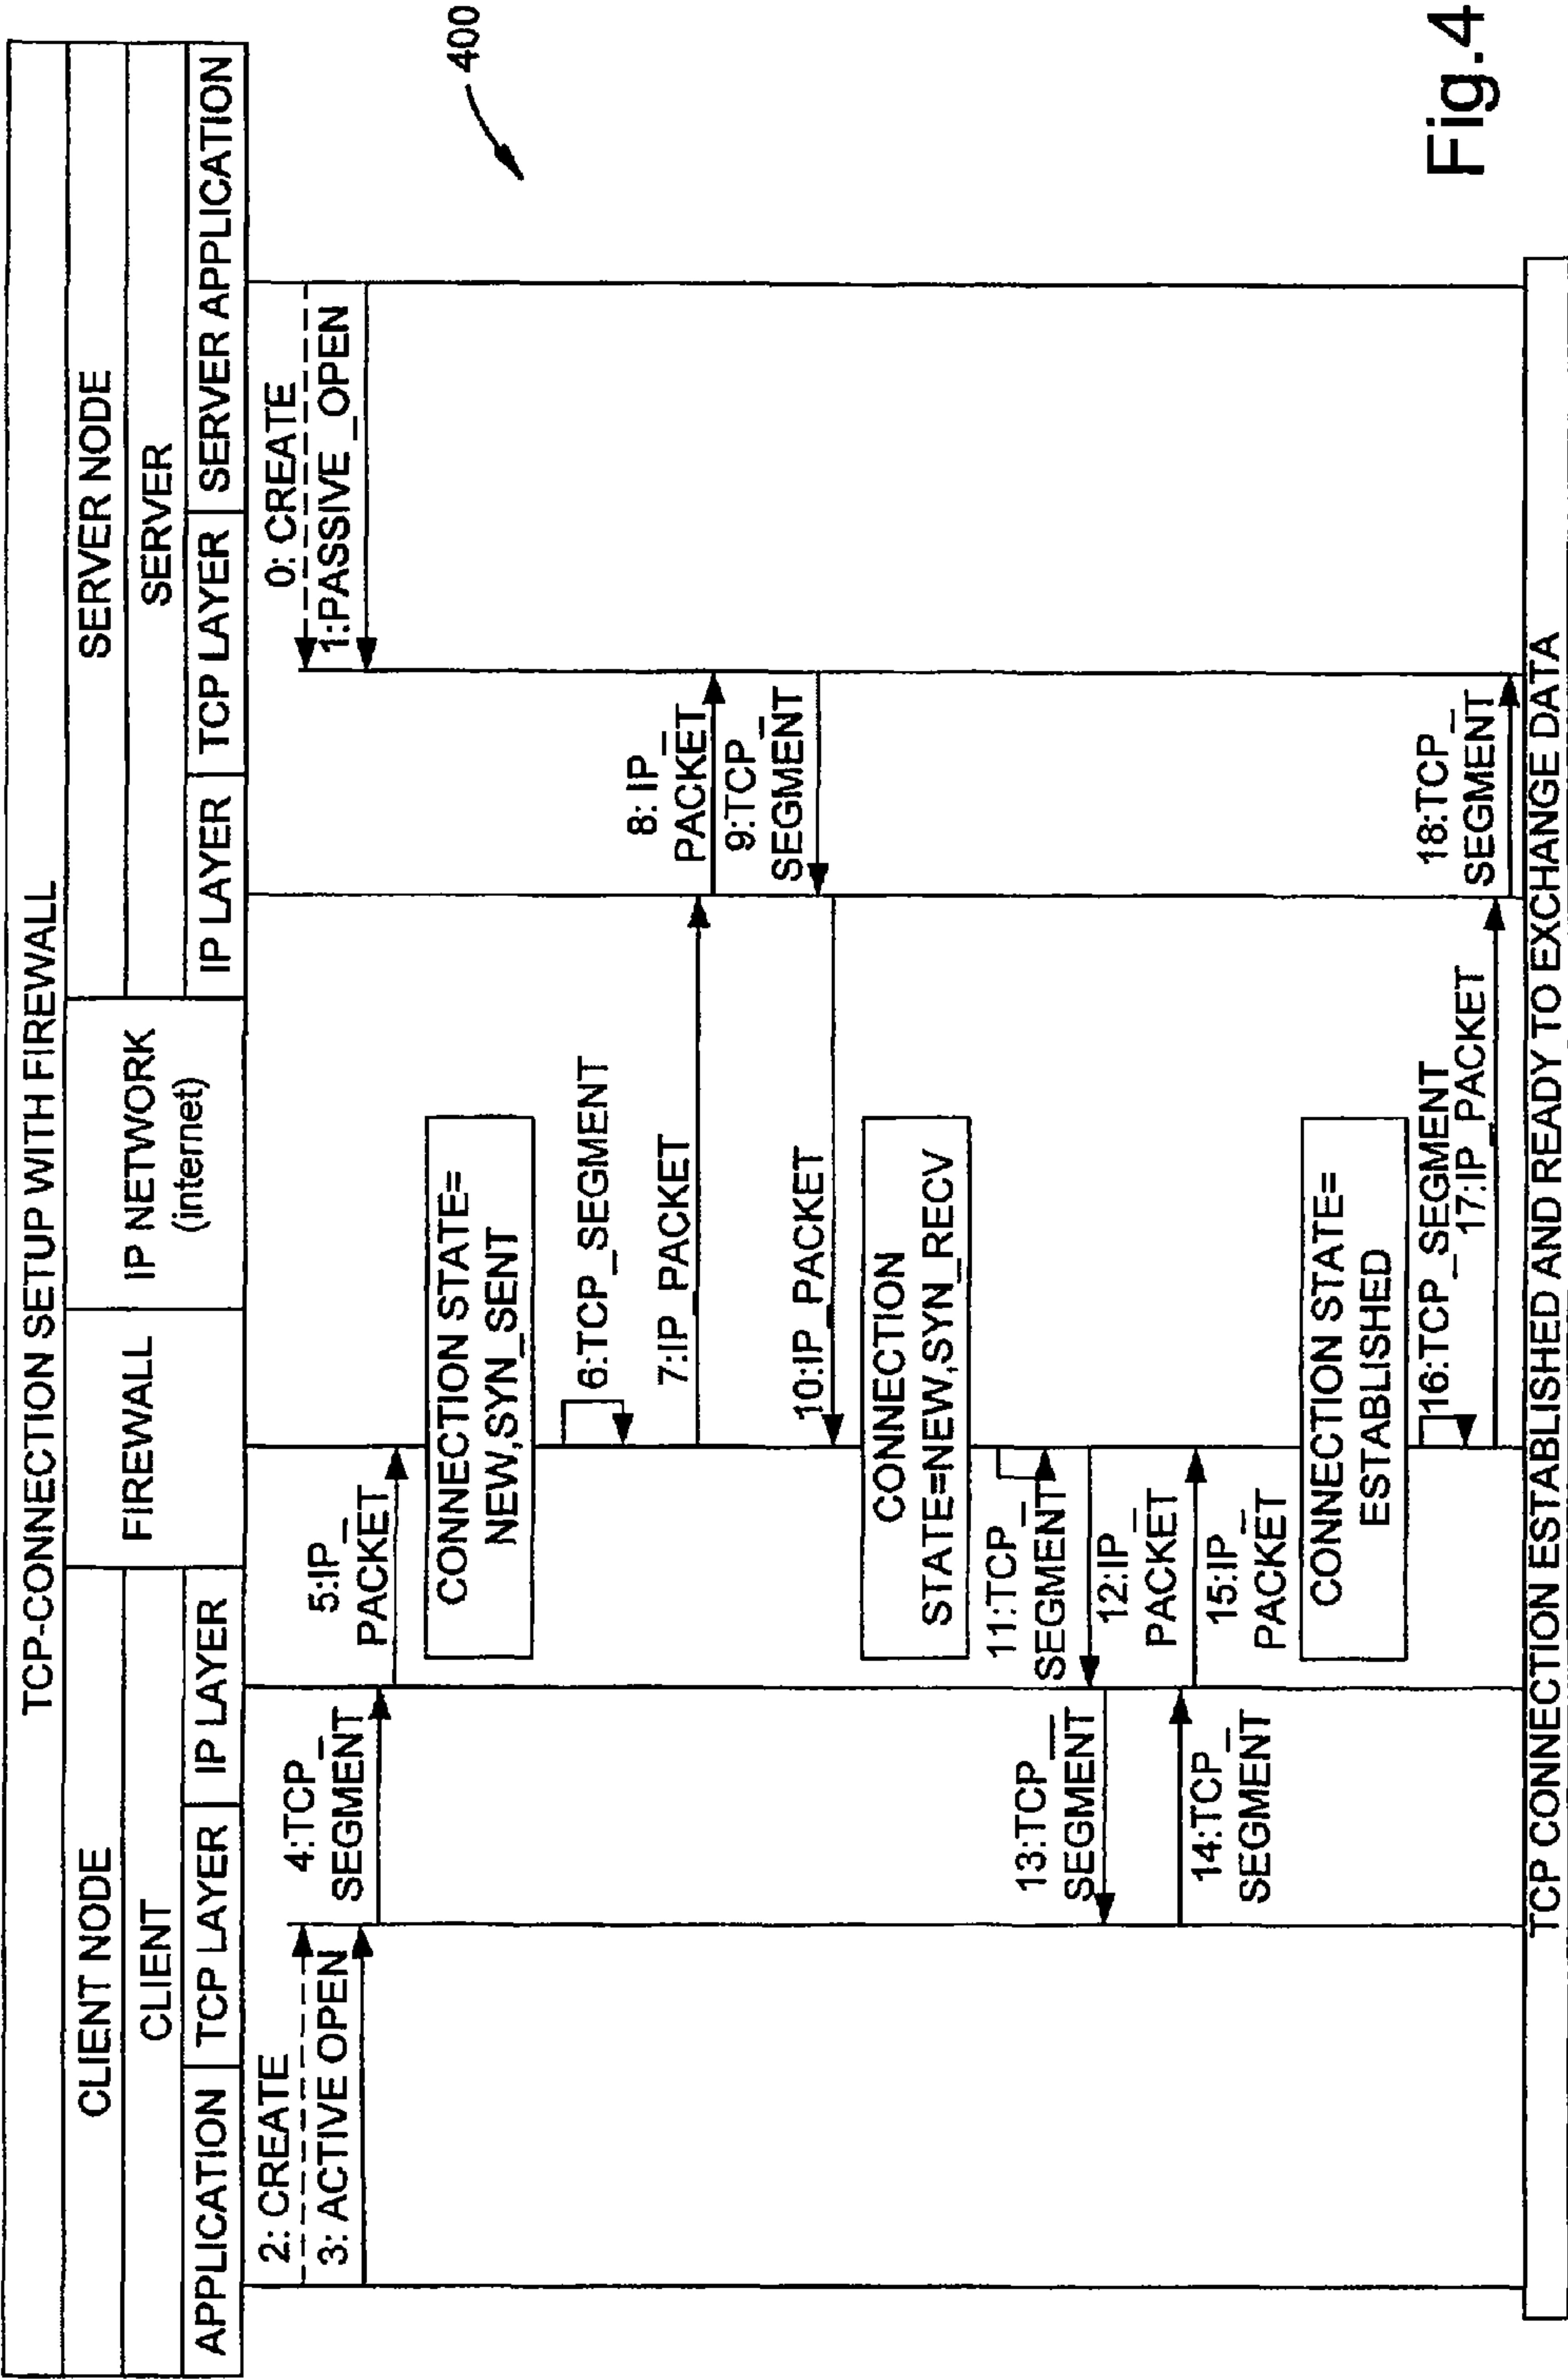 TCP-CONNECTION SETUP WITH FIREWALL
CLIENT NODE
FIREWALL
IP NETWORK
(internet)
SERVER NODE
CLIENT
SERVER
APPLICATION
TCP LAYER
IP LAYER
IP LAYER
TCP LAYER
SERVER APPLICATION
0: CREATE
1:PASSIVE_OPEN
2: CREATE
3: ACTIVE OPEN
4:TCP_
SEGMENT
5:IP_
PACKET
CONNECTION STATE=
NEW,SYN_SENT
6:TCP_SEGMENT
7:IP_PACKET
8: IP_
PACKET
9:TCP_
SEGMENT
10:IP_PACKET
CONNECTION
STATE=NEW,SYN_RECV
11:TCP_
SEGMENT
12:IP_
PACKET
13:TCP_
SEGMENT
14:TCP_
SEGMENT
15:IP_
PACKET
CONNECTION STATE=
ESTABLISHED
16:TCP_SEGMENT
17:IP_PACKET
18:TCP_
SEGMENT
TCP CONNECTION ESTABLISHED AND READY TO EXCHANGE DATA
400
Fig.4